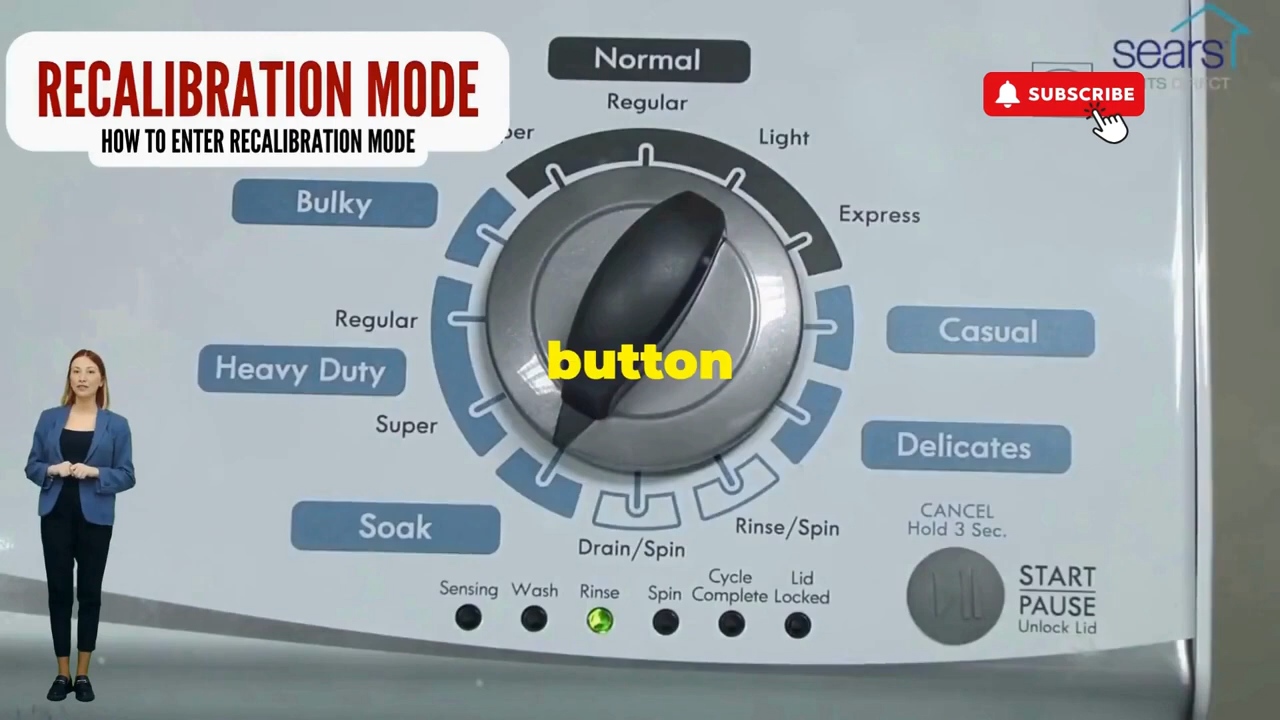 RECALIBRATION MODE
HOW TO ENTER RECALIBRATION MODE
sears
DIRECT
SUBSCRIBE
Normal
Regular
Light
Express
Bulky
Regular
Heavy Duty
Super
Soak
Casual
Delicates
button
Rinse/Spin
Drain/Spin
CANCEL
Hold 3 Sec.
START
PAUSE
Unlock Lid
Sensing
Wash
Rinse
Spin
Cycle
Complete
Lid
Locked